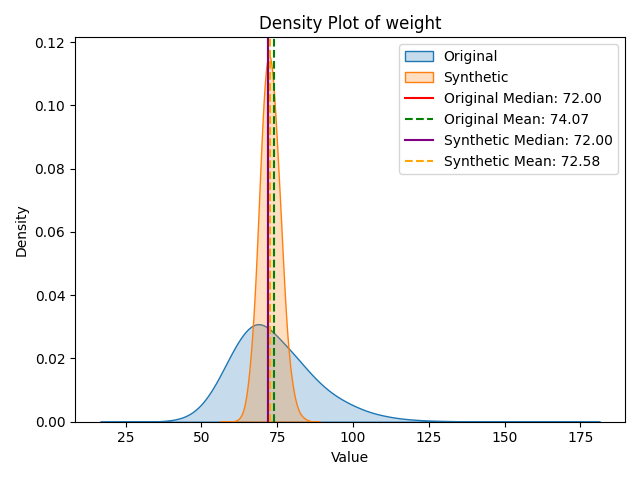 Density Plot of weight
0.12
0.10
0.08
0.06
0.04
0.02
0.00
Density
Original
Synthetic
Original Median: 72.00
Original Mean: 74.07
Synthetic Median: 72.00
Synthetic Mean: 72.58
25 50 75 100 125 150 175
Value